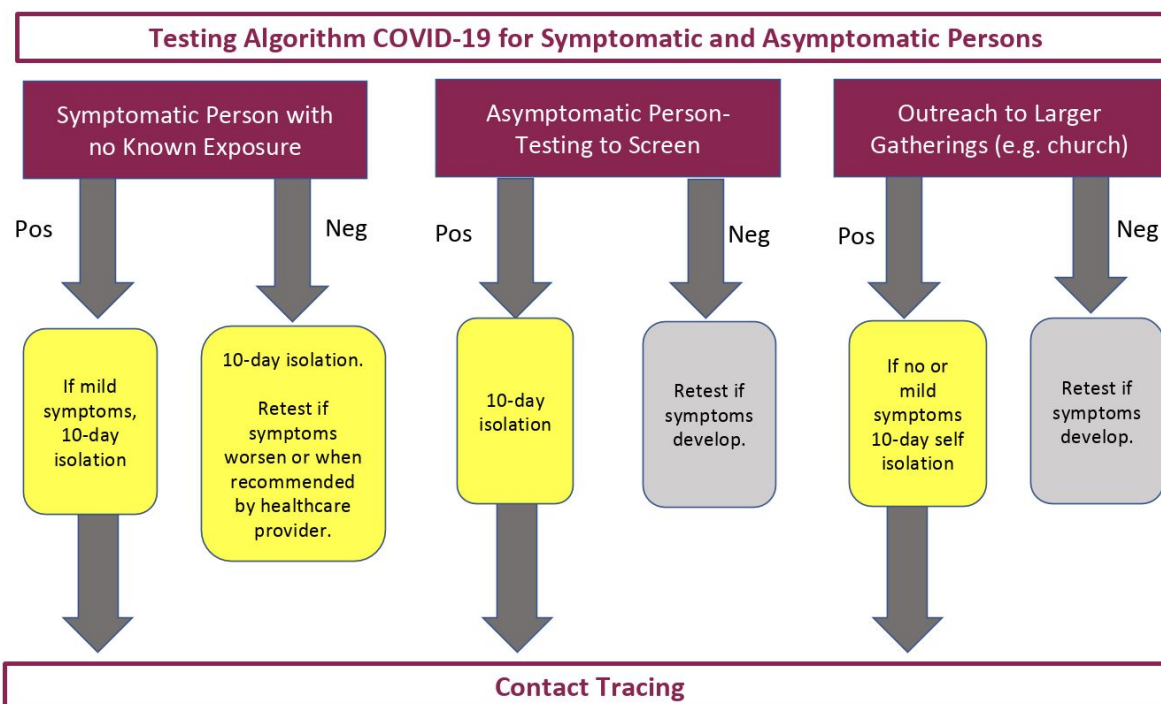 Testing Algorithm COVID-19 for Symptomatic and Asymptomatic Persons
Symptomatic Person with
no Known Exposure
Asymptomatic Person-
Testing to Screen
Outreach to Larger
Gatherings (e.g. church)
Pos
Neg
Pos
Neg
Pos
Neg
If mild
symptoms,
10-day
isolation
10-day isolation.
Retest if
symptoms
worsen or when
recommended
by healthcare
provider.
10-day
isolation
Retest if
symptoms
develop.
If no or
mild
symptoms
10-day self
isolation
Retest if
symptoms
develop.
Contact Tracing